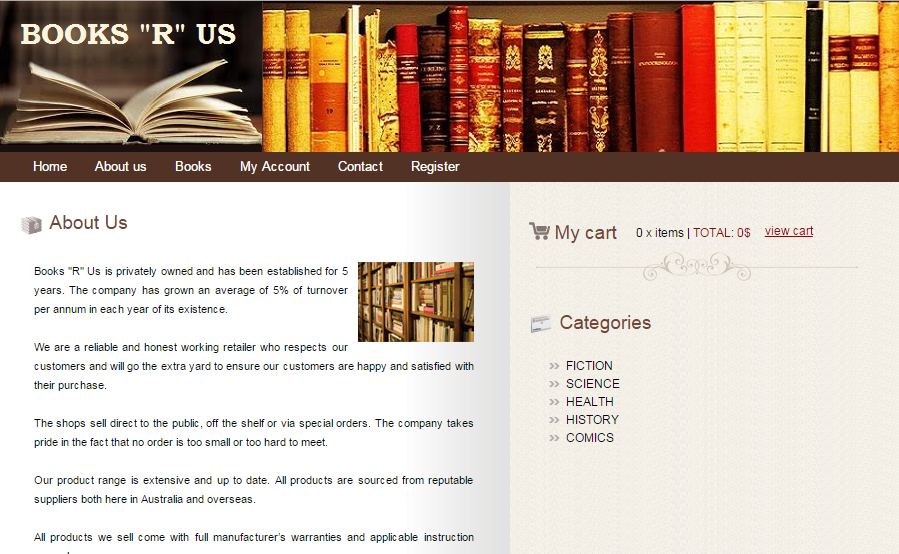 BOOKS "R" US
Home About us Books My Account Contact Register
About Us
Books "R" Us is privately owned and has been established for 5
years. The company has grown an average of 5% of turnover
per annum in each year of its existence.
We are a reliable and honest working retailer who respects our
customers and will go the extra yard to ensure our customers are happy and satisfied with
their purchase.
The shops sell direct to the public, off the shelf or via special orders. The company takes
pride in the fact that no order is too small or too hard to meet.
Our product range is extensive and up to date. All products are sourced from reputable
suppliers both here in Australia and overseas.
All products we sell come with full manufacturer's warranties and applicable instruction
My cart 0 x items | TOTAL: 0$ view cart
Categories
FICTION
SCIENCE
HEALTH
HISTORY
COMICS